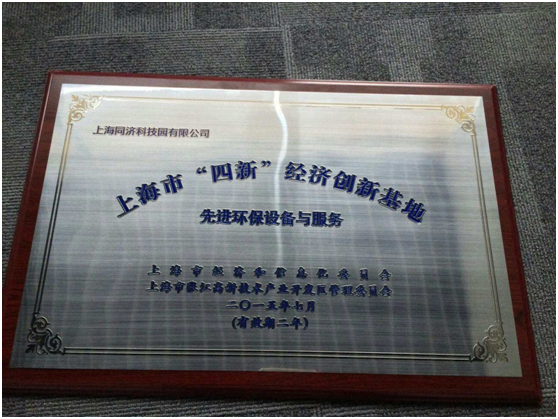 上海同济科技园有限公司
上海市“四新”经济创新基地
先进环保设备与服务
上海市经济和信息化委员会
上海市张江高新技术产业开发区管理委员会
二〇一五年七月
(有效期二年)